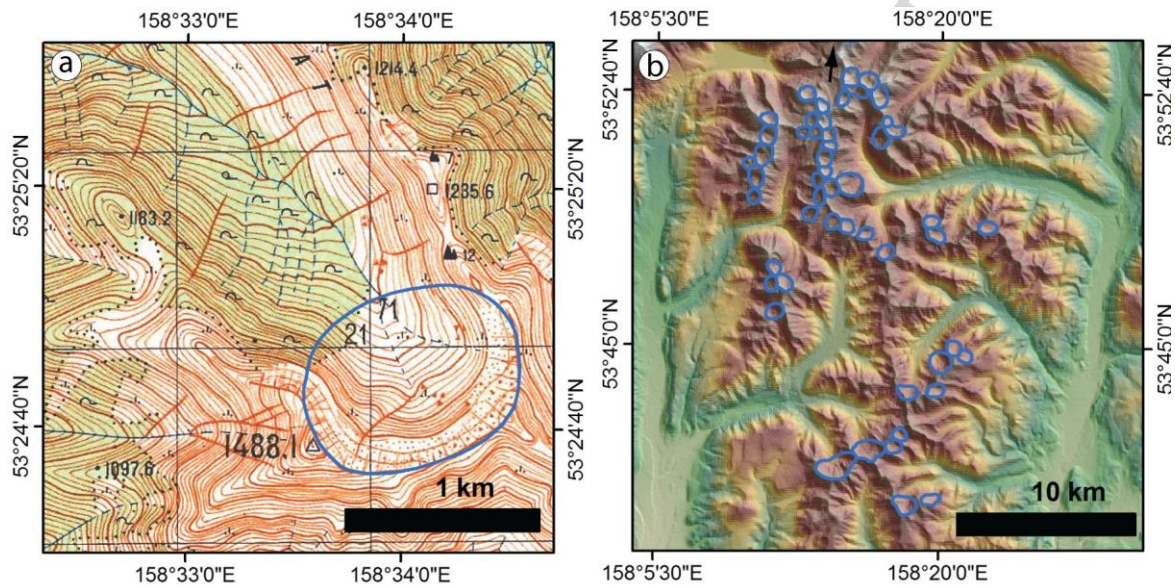 158°33'0"E
158°34'0"E
158°5'30"E
158°20'0"E
a
b
1214.4
А Т
53°25'20"N
53°25'20"N
1235.6
1183.2
12
53°24'40"N
53°24'40"N
71
21
1488.1
1097.6
1 km
53°52'40"N
53°52'40"N
53°45'0"N
53°45'0"N
10 km
158°33'0"E
158°34'0"E
158°5'30"E
158°20'0"E